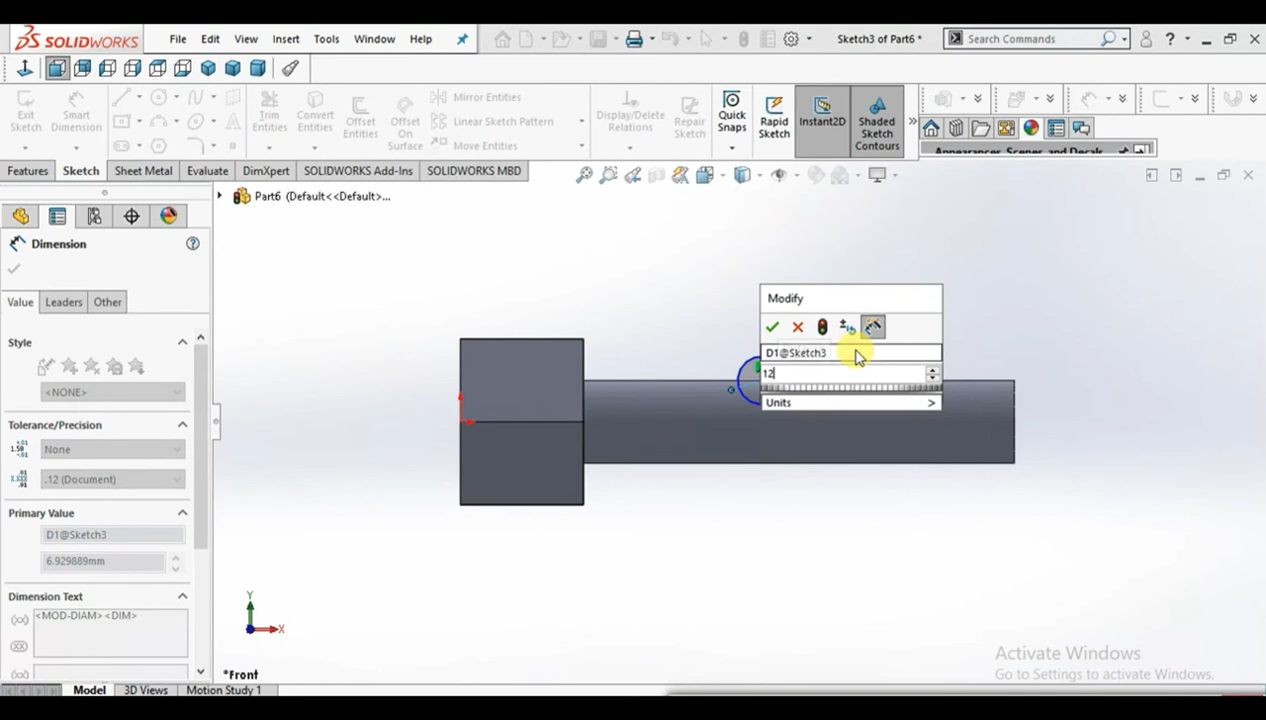 SOLIDWORKS File Edit View Insert Tools Window Help Sketch3 of Part6 * Search Commands ?
Exit Sketch Smart Dimension Trim Entities Convert Entities Offset Entities Offset On Surface Mirror Entities Linear Sketch Pattern Move Entities Display/Delete Relations Repair Sketch Quick Snaps Rapid Sketch Instant2D Shaded Sketch Contours
Appearances, Scenes, and Decals
Features Sketch Sheet Metal Evaluate DimXpert SOLIDWORKS Add-Ins SOLIDWORKS MBD
Part6 (Default<<Default>...
Dimension ?
Value Leaders Other
Style
<NONE>
Tolerance/Precision
None
.12 (Document)
Primary Value
D1@Sketch3
6.929889mm
Dimension Text
<MOD-DIAM><DIM>
Modify
D1@Sketch3
12
Units >
Y
X
*Front
Activate Windows
Go to Settings to activate Windows.
Model 3D Views Motion Study 1